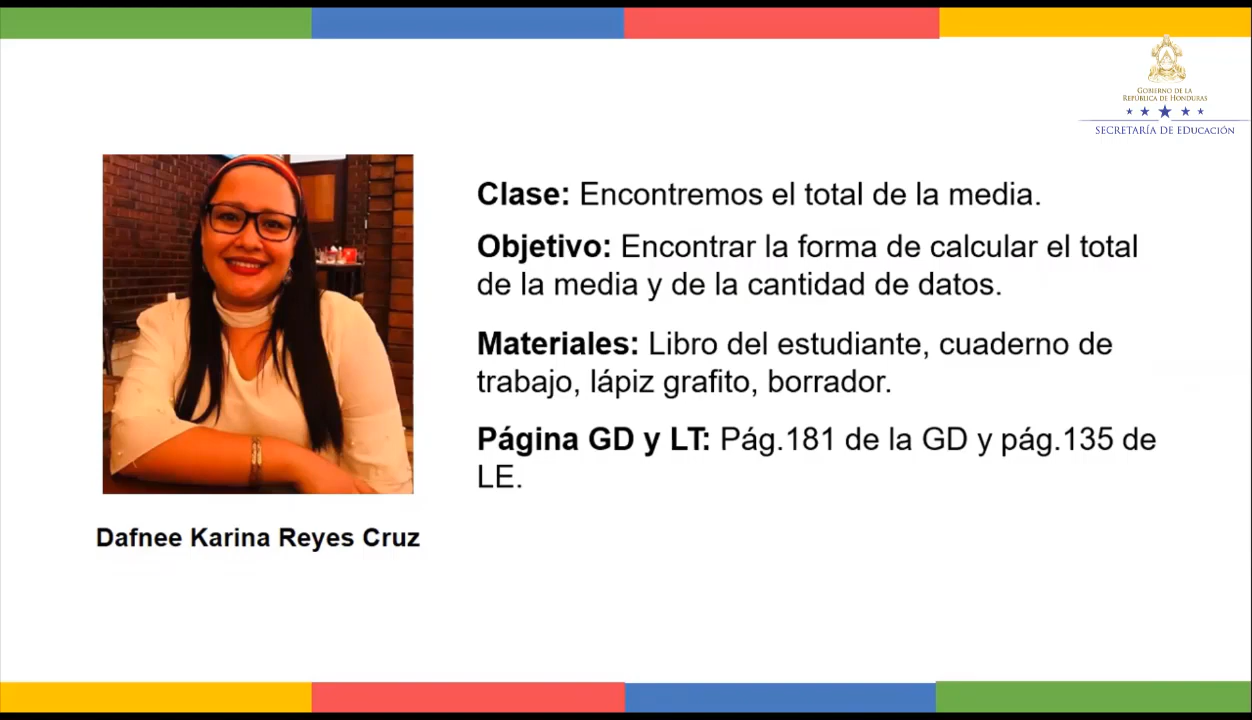 GOBIERNO DE LA
REPÚBLICA DE HONDURAS
SECRETARÍA DE EDUCACIÓN
Clase: Encontremos el total de la media.
Objetivo: Encontrar la forma de calcular el total
de la media y de la cantidad de datos.
Materiales: Libro del estudiante, cuaderno de
trabajo, lápiz grafito, borrador.
Página GD y LT: Pág.181 de la GD y pág.135 de
LE.
Dafnee Karina Reyes Cruz